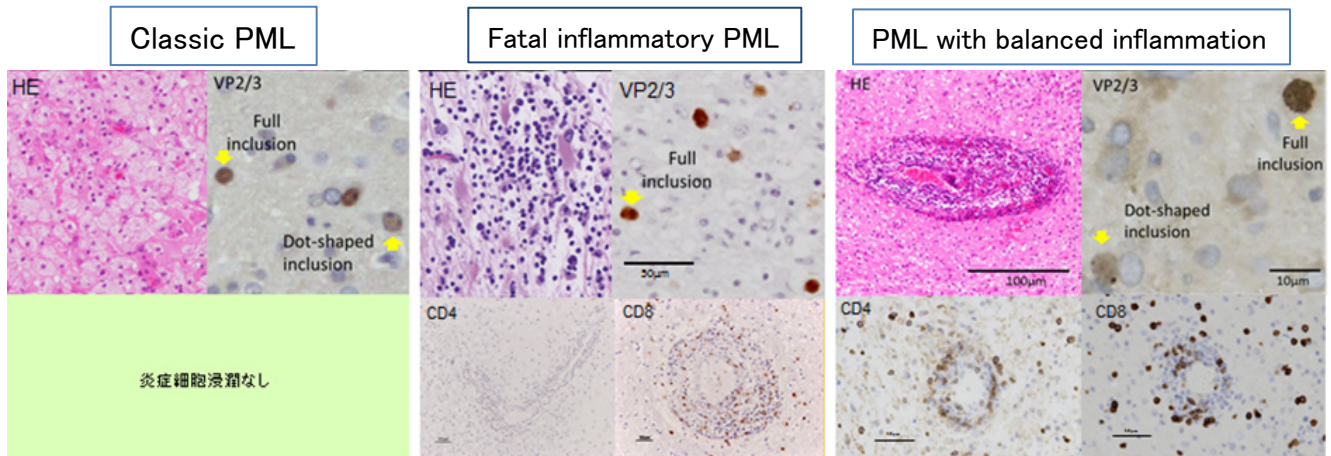 Classic PML
Fatal inflammatory PML
PML with balanced inflammation
HE
VP2/3
Full
inclusion
Dot-shaped
inclusion
炎症細胞浸潤なし
HE
VP2/3
Full
inclusion
50μm
CD4
CD8
HE
100μm
VP2/3
Full
inclusion
Dot-shaped
inclusion
10μm
CD4
CD8